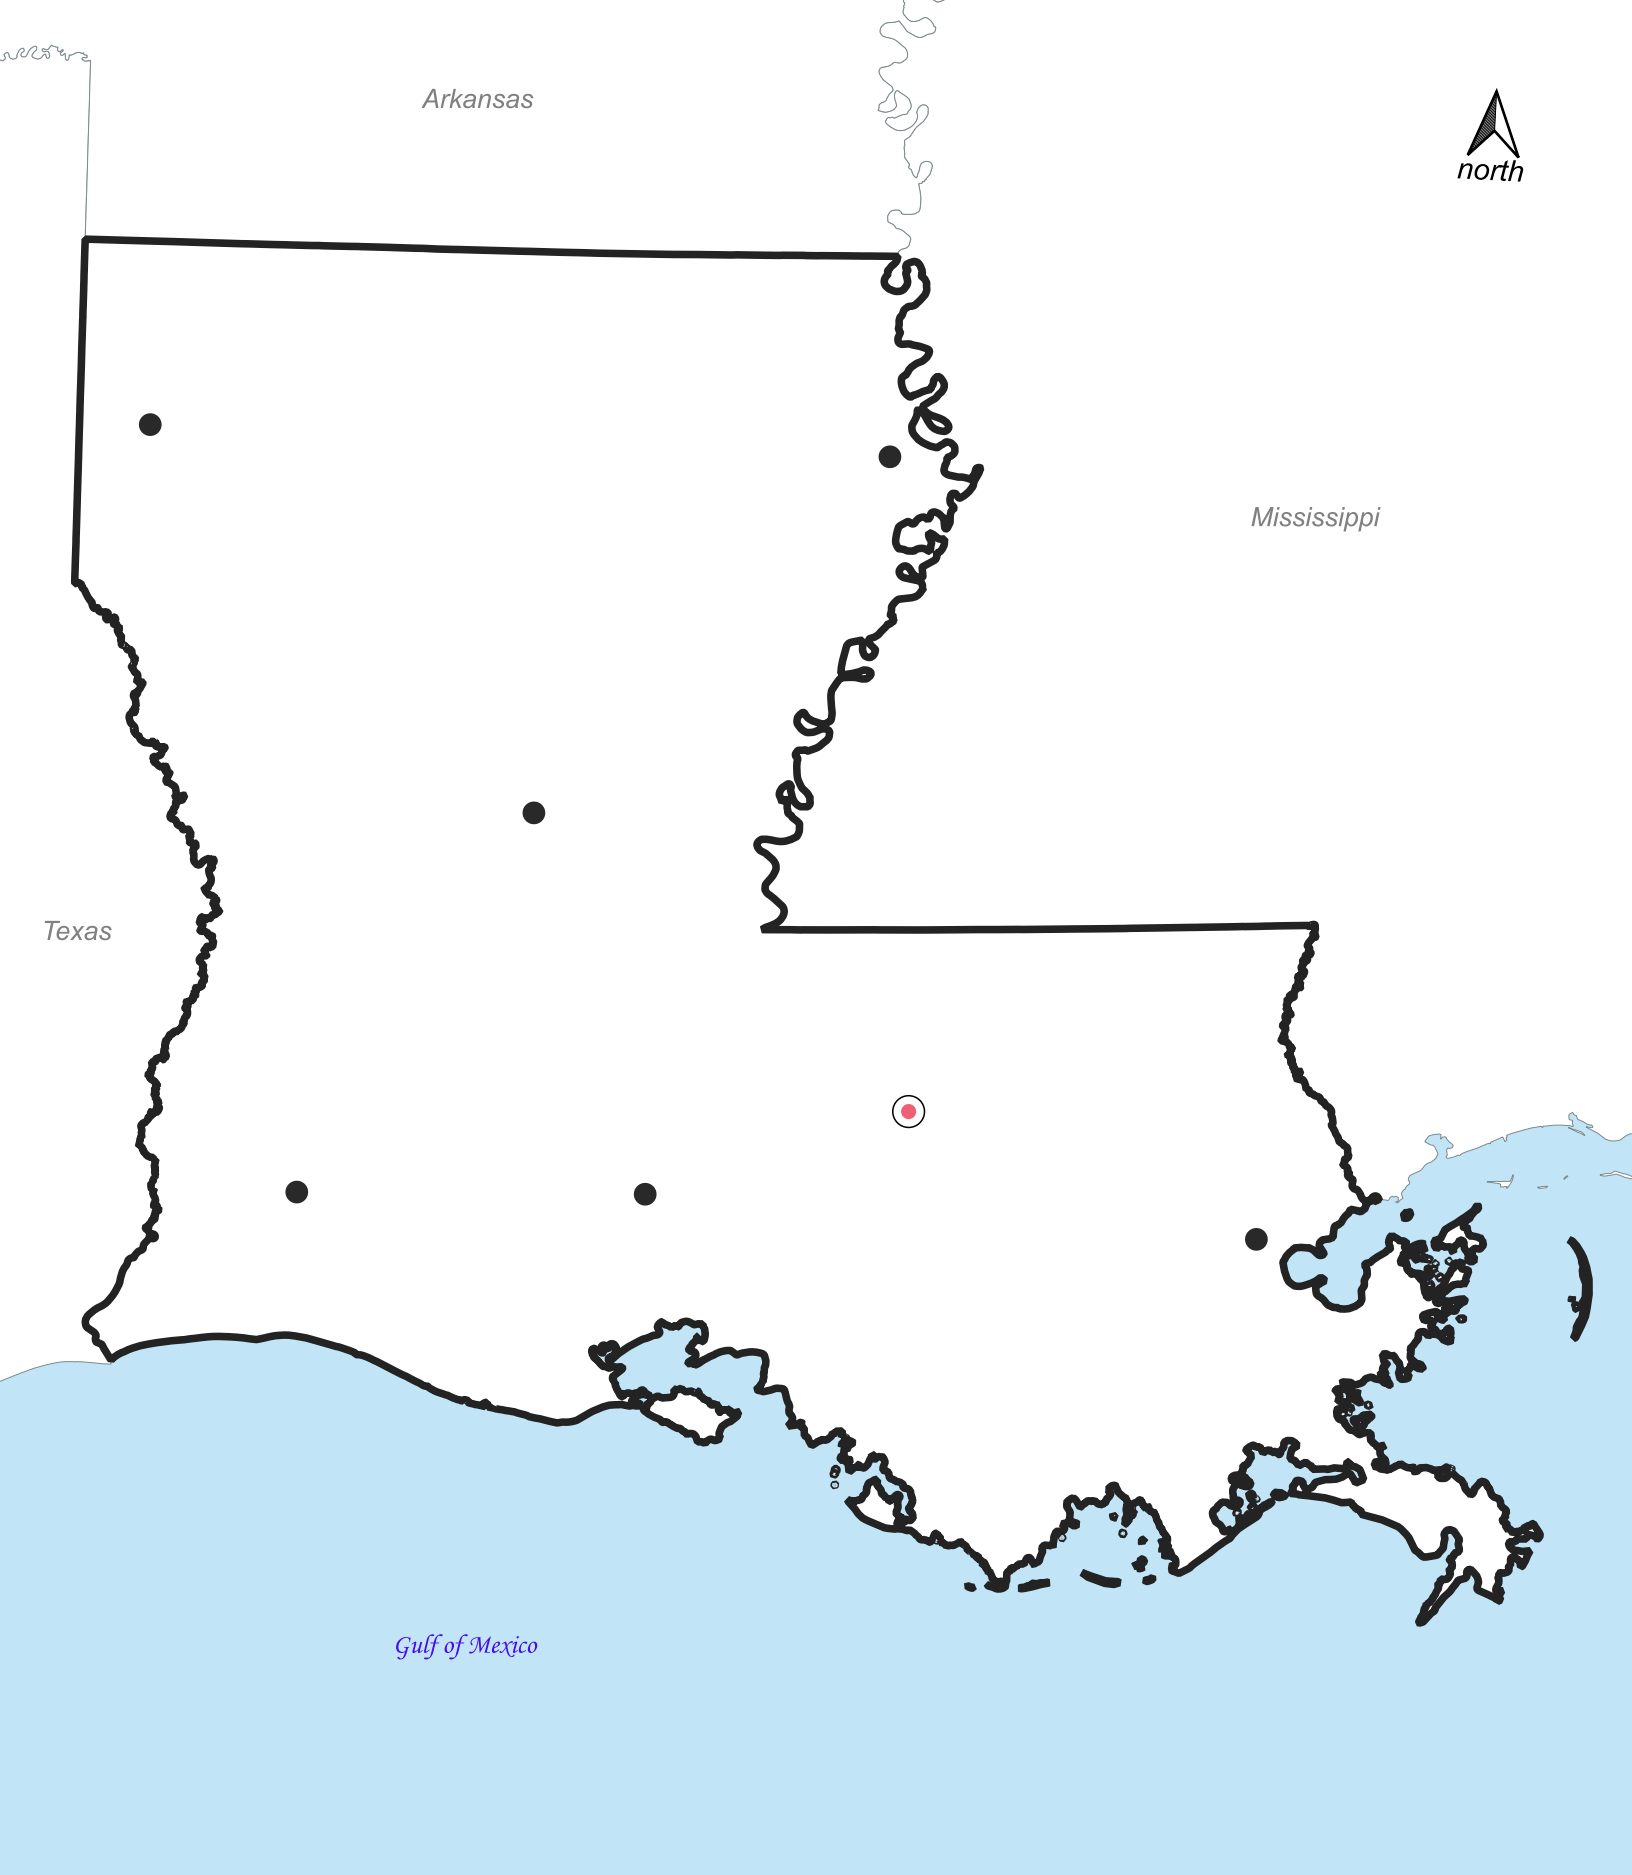 Arkansas
north
Mississippi
Texas
Gulf of Mexico